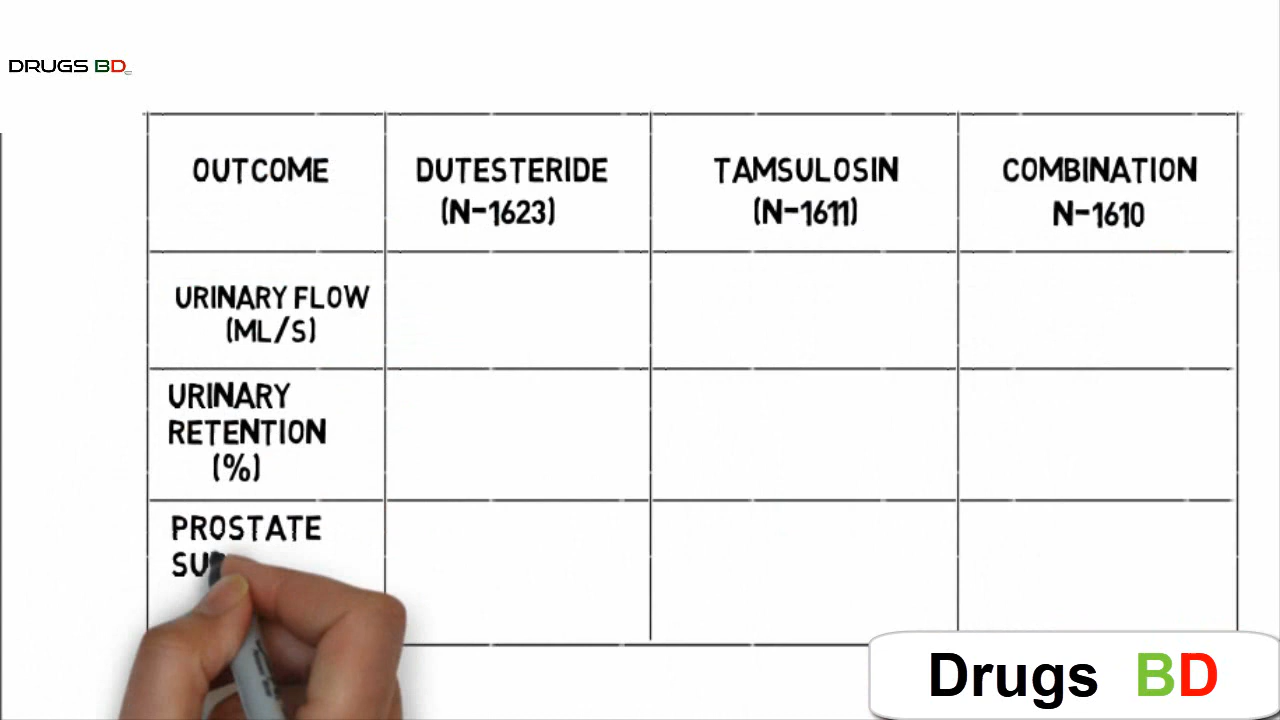 DRUGS BD
OUTCOME
DUTESTERIDE
(N-1623)
TAMSULOSIN
(N-1611)
COMBINATION
N-1610
URINARY FLOW
(ML/S)
URINARY
RETENTION
(%)
PROSTATE
Drugs BD